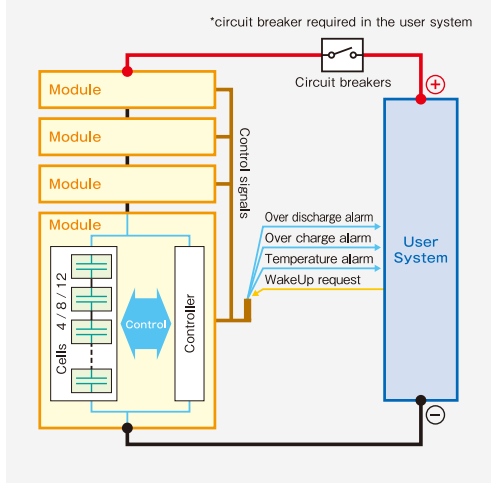 *circuit breaker required in the user system
Circuit breakers
Module
Module
Module
Module
Control signals
Cells 4 / 8 / 12
Control
Controller
Over discharge alarm
Over charge alarm
Temperature alarm
WakeUp request
User
System
+
−